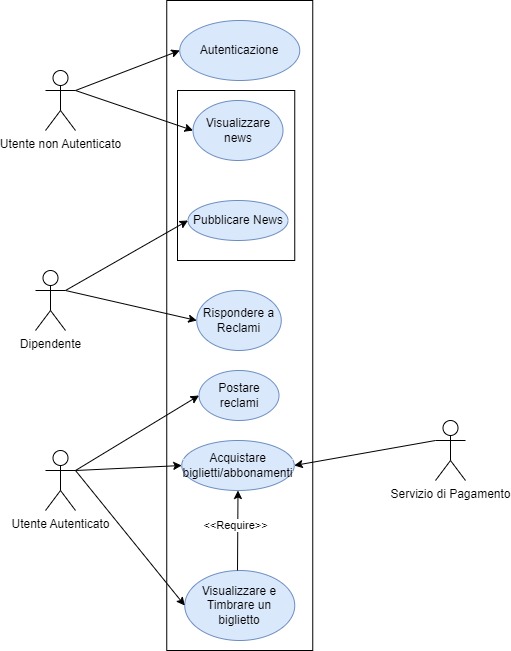 Autenticazione
Utente non Autenticato
Visualizzare
news
Pubblicare News
Dipendente
Rispondere a
Reclami
Postare
reclami
Acquistare
biglietti/abbonamenti
Utente Autenticato
Servizio di Pagamento
<<Require>>
Visualizzare e
Timbrare un
biglietto